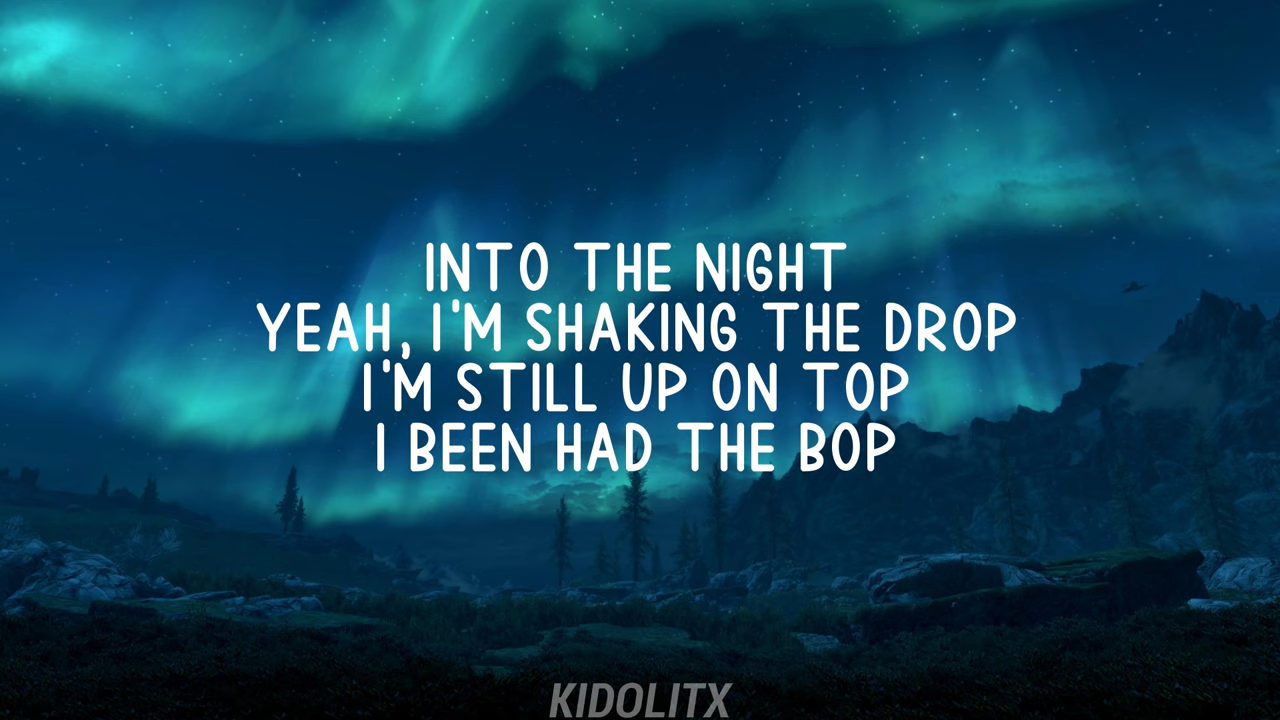 INTO THE NIGHT
YEAH, I'M SHAKING THE DROP
I'M STILL UP ON TOP
I BEEN HAD THE BOP
KIDOLITX